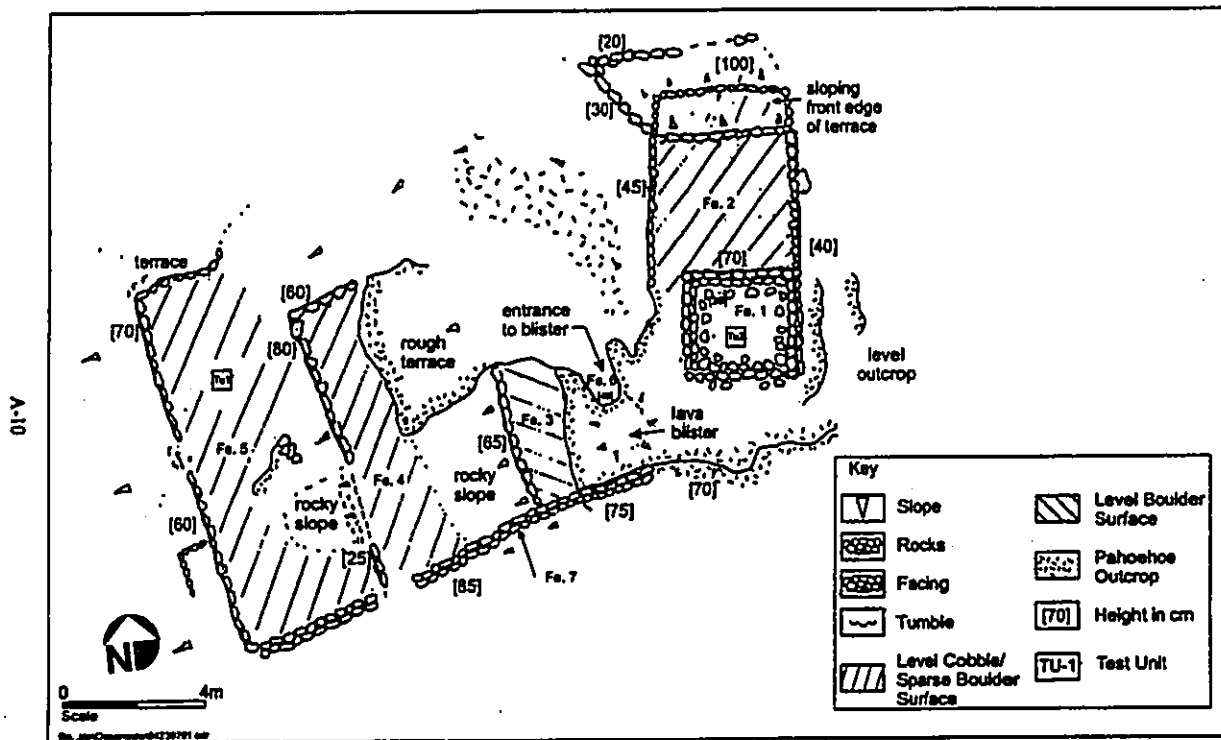 A-10
[20]
[100]
sloping
front edge
of terrace
[30]
[45]
Fe. 2
[40]
[70]
Fe. 1
terrace
[60]
[70]
[80]
rough
terrace
entrance
to blister
level
outcrop
Fe. 3
lava
blister
Fe. 5
[65]
Fe. 4
rocky
slope
rocky
slope
[70]
[75]
[60]
[25]
[85]
Fe. 7
N
0 4m
Scale
Key
Slope
Rocks
Facing
Tumble
Level Cobble/
Sparse Boulder
Surface
Level Boulder
Surface
Pahoehoe
Outcrop
[70] Height in cm
TU-1 Test Unit